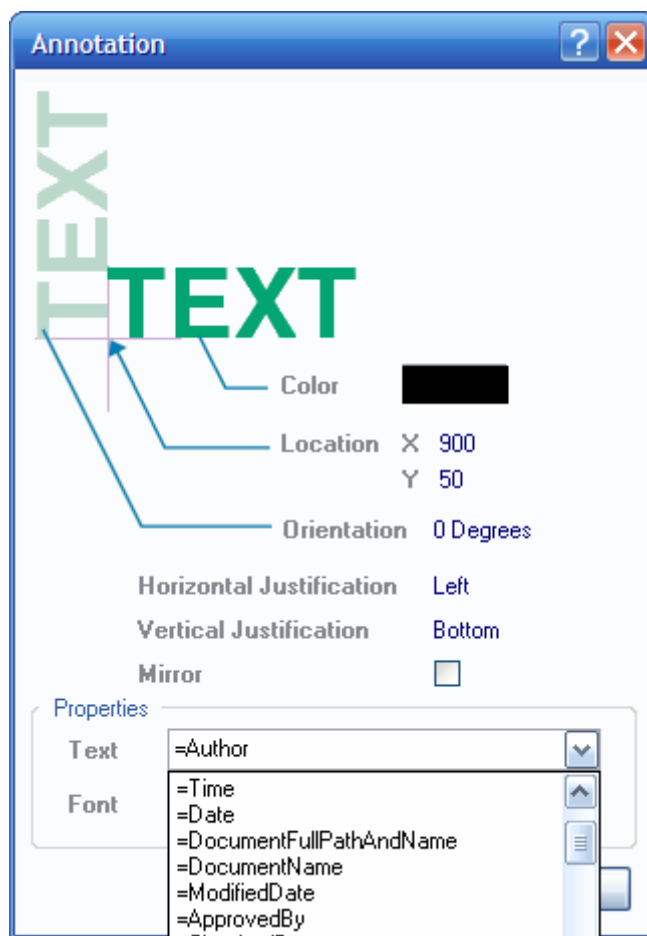 Annotation
TEXT
TEXT
Color
Location X 900
Y 50
Orientation 0 Degrees
Horizontal Justification Left
Vertical Justification Bottom
Mirror
Properties
Text =Author
Font
=Time
=Date
=DocumentFullPathAndName
=DocumentName
=ModifiedDate
=ApprovedBy